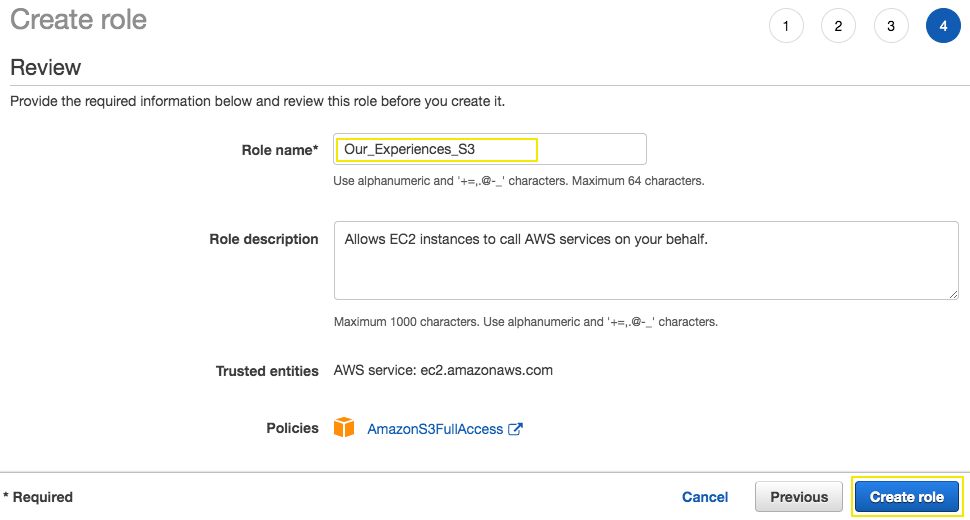 Create role
1 2 3 4
Review
Provide the required information below and review this role before you create it.
Role name* Our_Experiences_S3
Use alphanumeric and '+=,.@-_' characters. Maximum 64 characters.
Role description Allows EC2 instances to call AWS services on your behalf.
Maximum 1000 characters. Use alphanumeric and '+=,.@-_' characters.
Trusted entities AWS service: ec2.amazonaws.com
Policies AmazonS3FullAccess
* Required Cancel Previous Create role